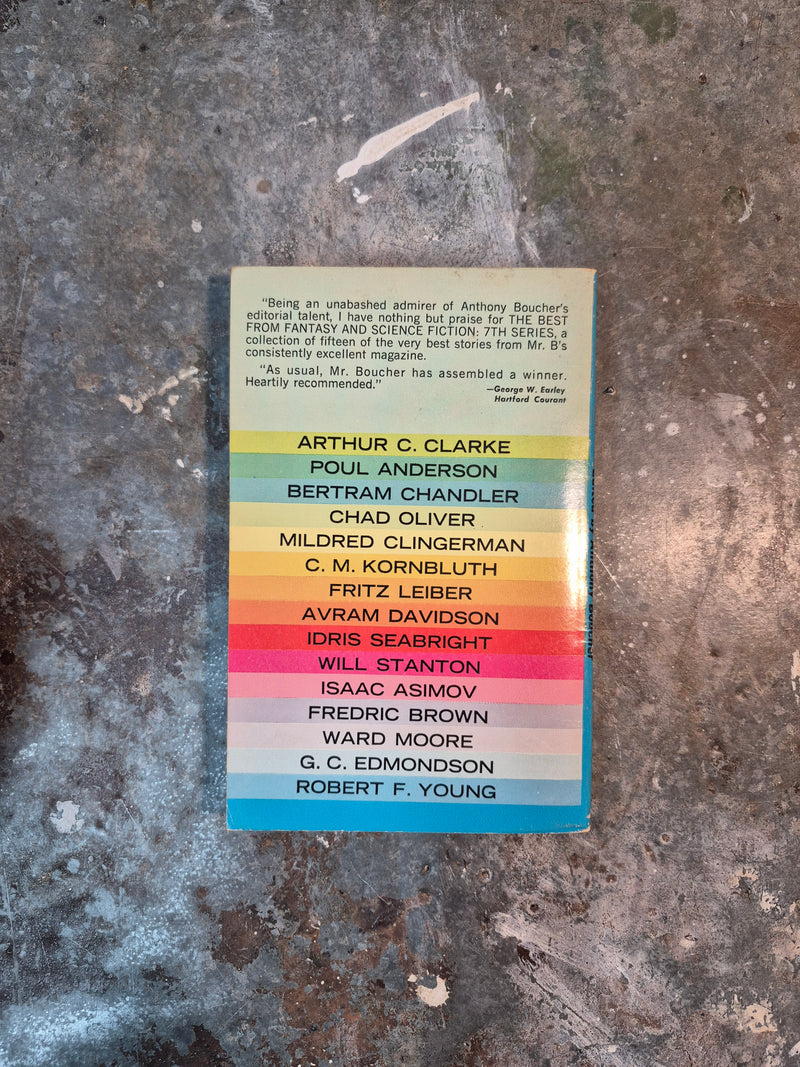 "Being an unabashed admirer of Anthony Boucher's
editorial talent, I have nothing but praise for THE BEST
FROM FANTASY AND SCIENCE FICTION: 7TH SERIES, a
collection of fifteen of the very best stories from Mr. B's
consistently excellent magazine.
"As usual, Mr. Boucher has assembled a winner.
Heartily recommended."
—George W. Earley
Hartford Courant
ARTHUR C. CLARKE
POUL ANDERSON
BERTRAM CHANDLER
CHAD OLIVER
MILDRED CLINGERMAN
C. M. KORNBLUTH
FRITZ LEIBER
AVRAM DAVIDSON
IDRIS SEABRIGHT
WILL STANTON
ISAAC ASIMOV
FREDRIC BROWN
WARD MOORE
G. C. EDMONDSON
ROBERT F. YOUNG